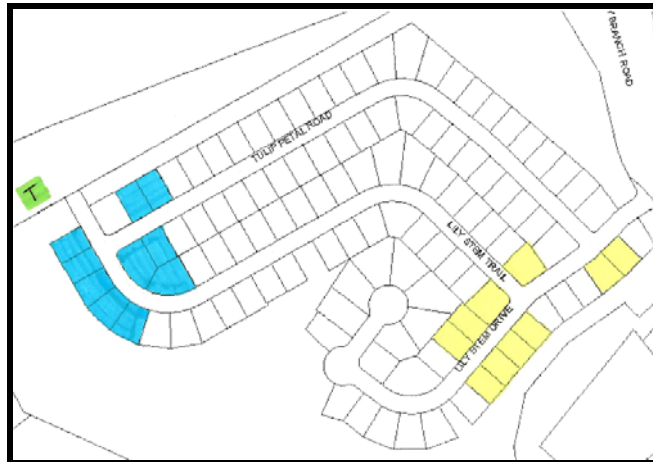 Y BRANCH ROAD
TULIP PETAL ROAD
T
LILY STEM TRAIL
LILY STEM DRIVE